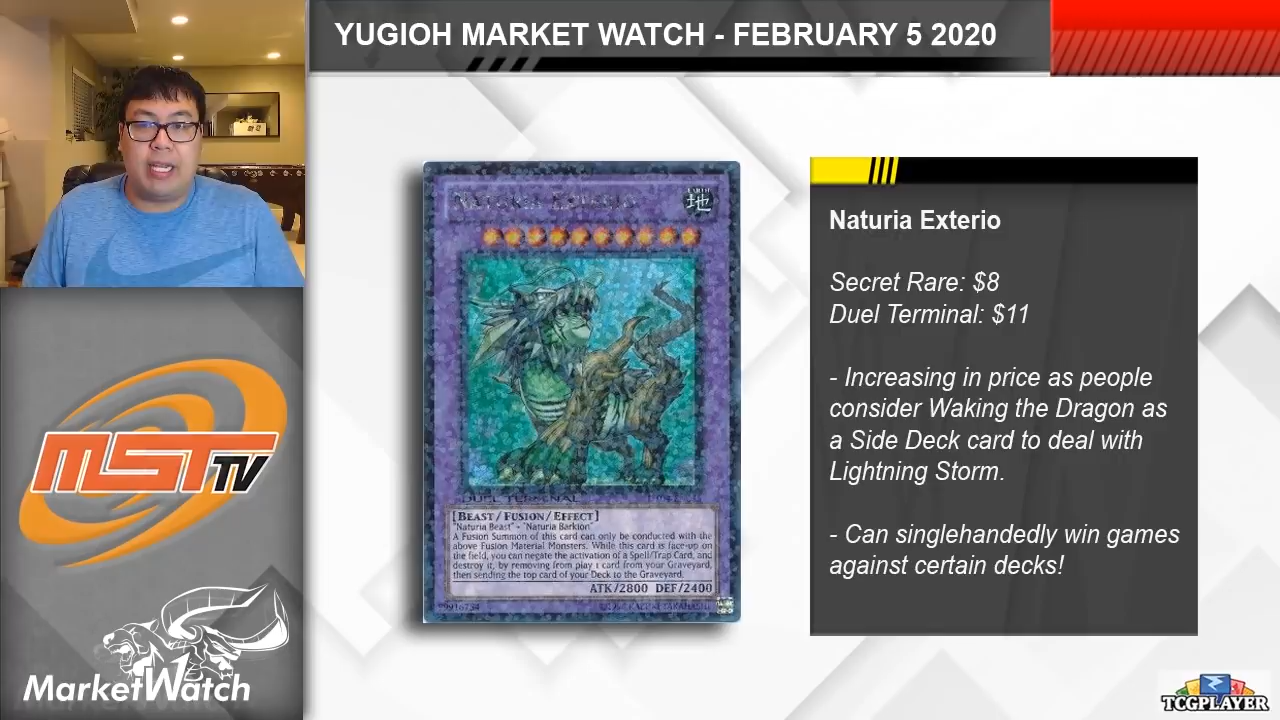 YUGIOH MARKET WATCH - FEBRUARY 5 2020
EARTH
地
DUEL TERMINAL
[BEAST/FUSION/EFFECT]
"Naturia Beast" + "Naturia Barkion"
A Fusion Summon of this card can only be conducted with the
above Fusion Material Monsters. While this card is face-up on
the field, you can negate the activation of a Spell/Trap Card, and
destroy it, by removing from play 1 card from your Graveyard,
then sending the top card of your Deck to the Graveyard.
ATK/2800 DEF/2400
99916754
Naturia Exterio
Secret Rare: $8
Duel Terminal: $11
- Increasing in price as people
consider Waking the Dragon as
a Side Deck card to deal with
Lightning Storm.
- Can singlehandedly win games
against certain decks!
MST TV
MarketWatch
TCGPLAYER